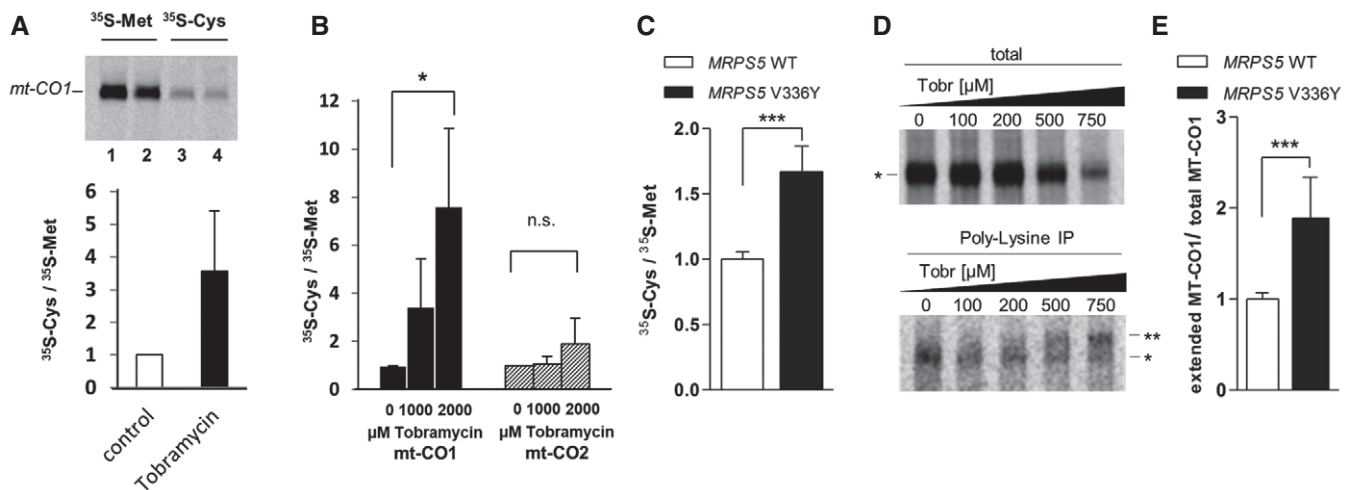 A
³⁵S-Met ³⁵S-Cys
mt-CO1
1 2 3 4
³⁵S-Cys / ³⁵S-Met
6
5
4
3
2
1
0
control
Tobramycin
B
³⁵S-Cys / ³⁵S-Met
12
10
8
6
4
2
0
*
n.s.
0 1000 2000 0 1000 2000
µM Tobramycin µM Tobramycin
mt-CO1 mt-CO2
C
MRPS5 WT
MRPS5 V336Y
³⁵S-Cys / ³⁵S-Met
2.0
1.5
1.0
0.5
0.0
***
D
total
Tobr [µM]
0 100 200 500 750
*
Poly-Lysine IP
Tobr [µM]
0 100 200 500 750
**
*
E
MRPS5 WT
MRPS5 V336Y
extended MT-CO1/ total MT-CO1
3
2
1
0
***